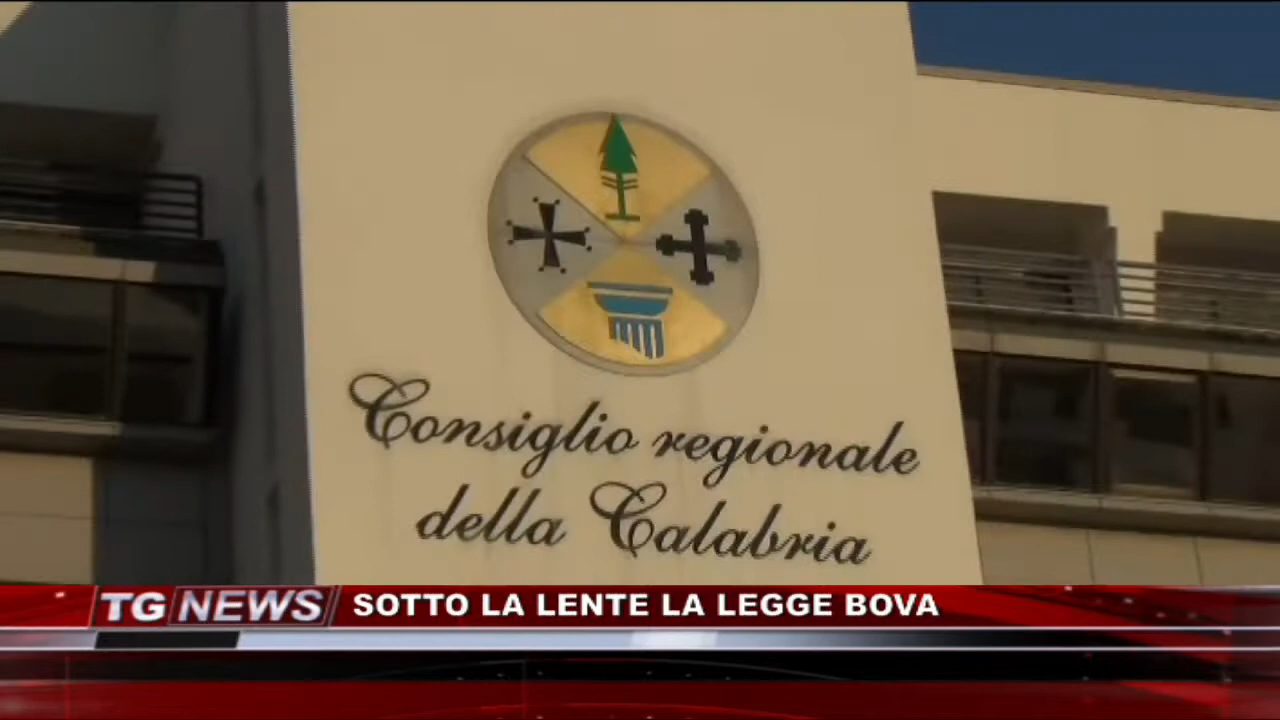 Consiglio regionale
della Calabria
TG NEWS SOTTO LA LENTE LA LEGGE BOVA